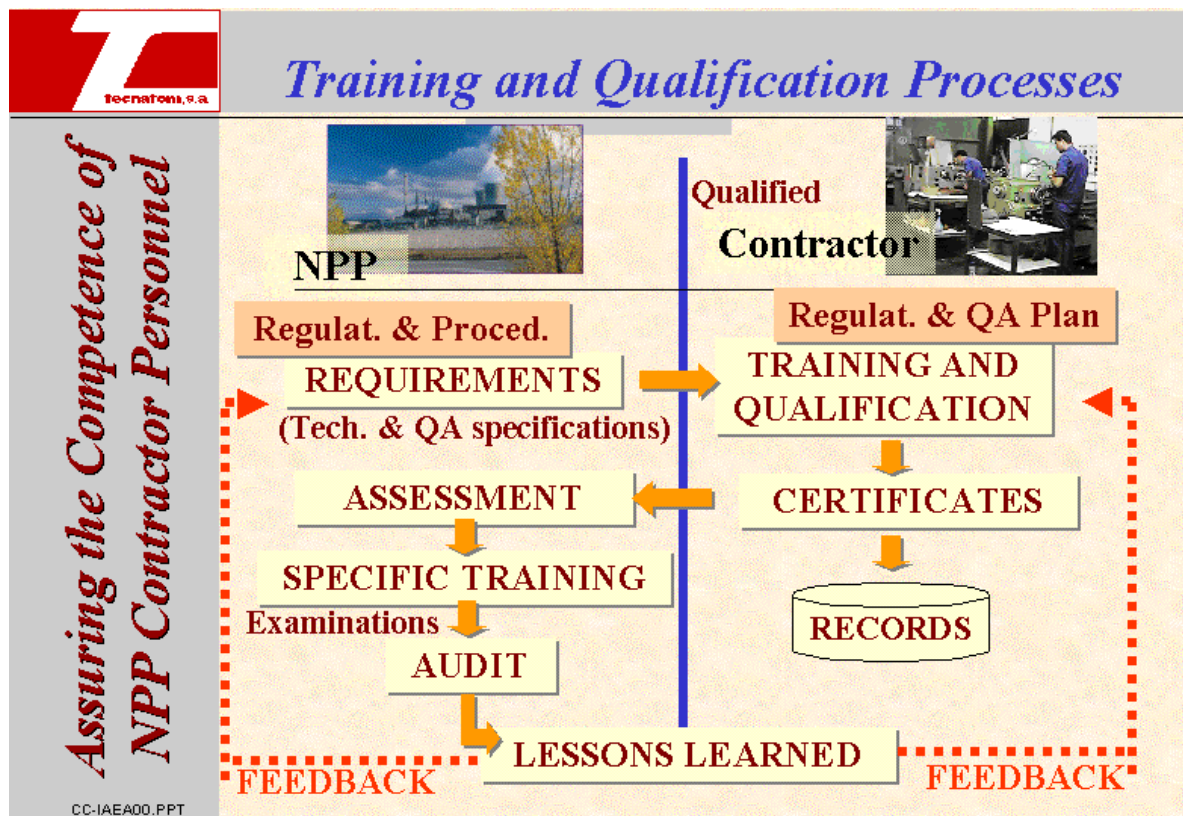 tecnatom,s.a
Training and Qualification Processes
Assuring the Competence of
NPP Contractor Personnel
NPP
Qualified
Contractor
Regulat. & Proced.
REQUIREMENTS
(Tech. & QA specifications)
Regulat. & QA Plan
TRAINING AND
QUALIFICATION
ASSESSMENT
CERTIFICATES
SPECIFIC TRAINING
Examinations
AUDIT
RECORDS
LESSONS LEARNED
FEEDBACK
FEEDBACK
CC-IAEA00.PPT